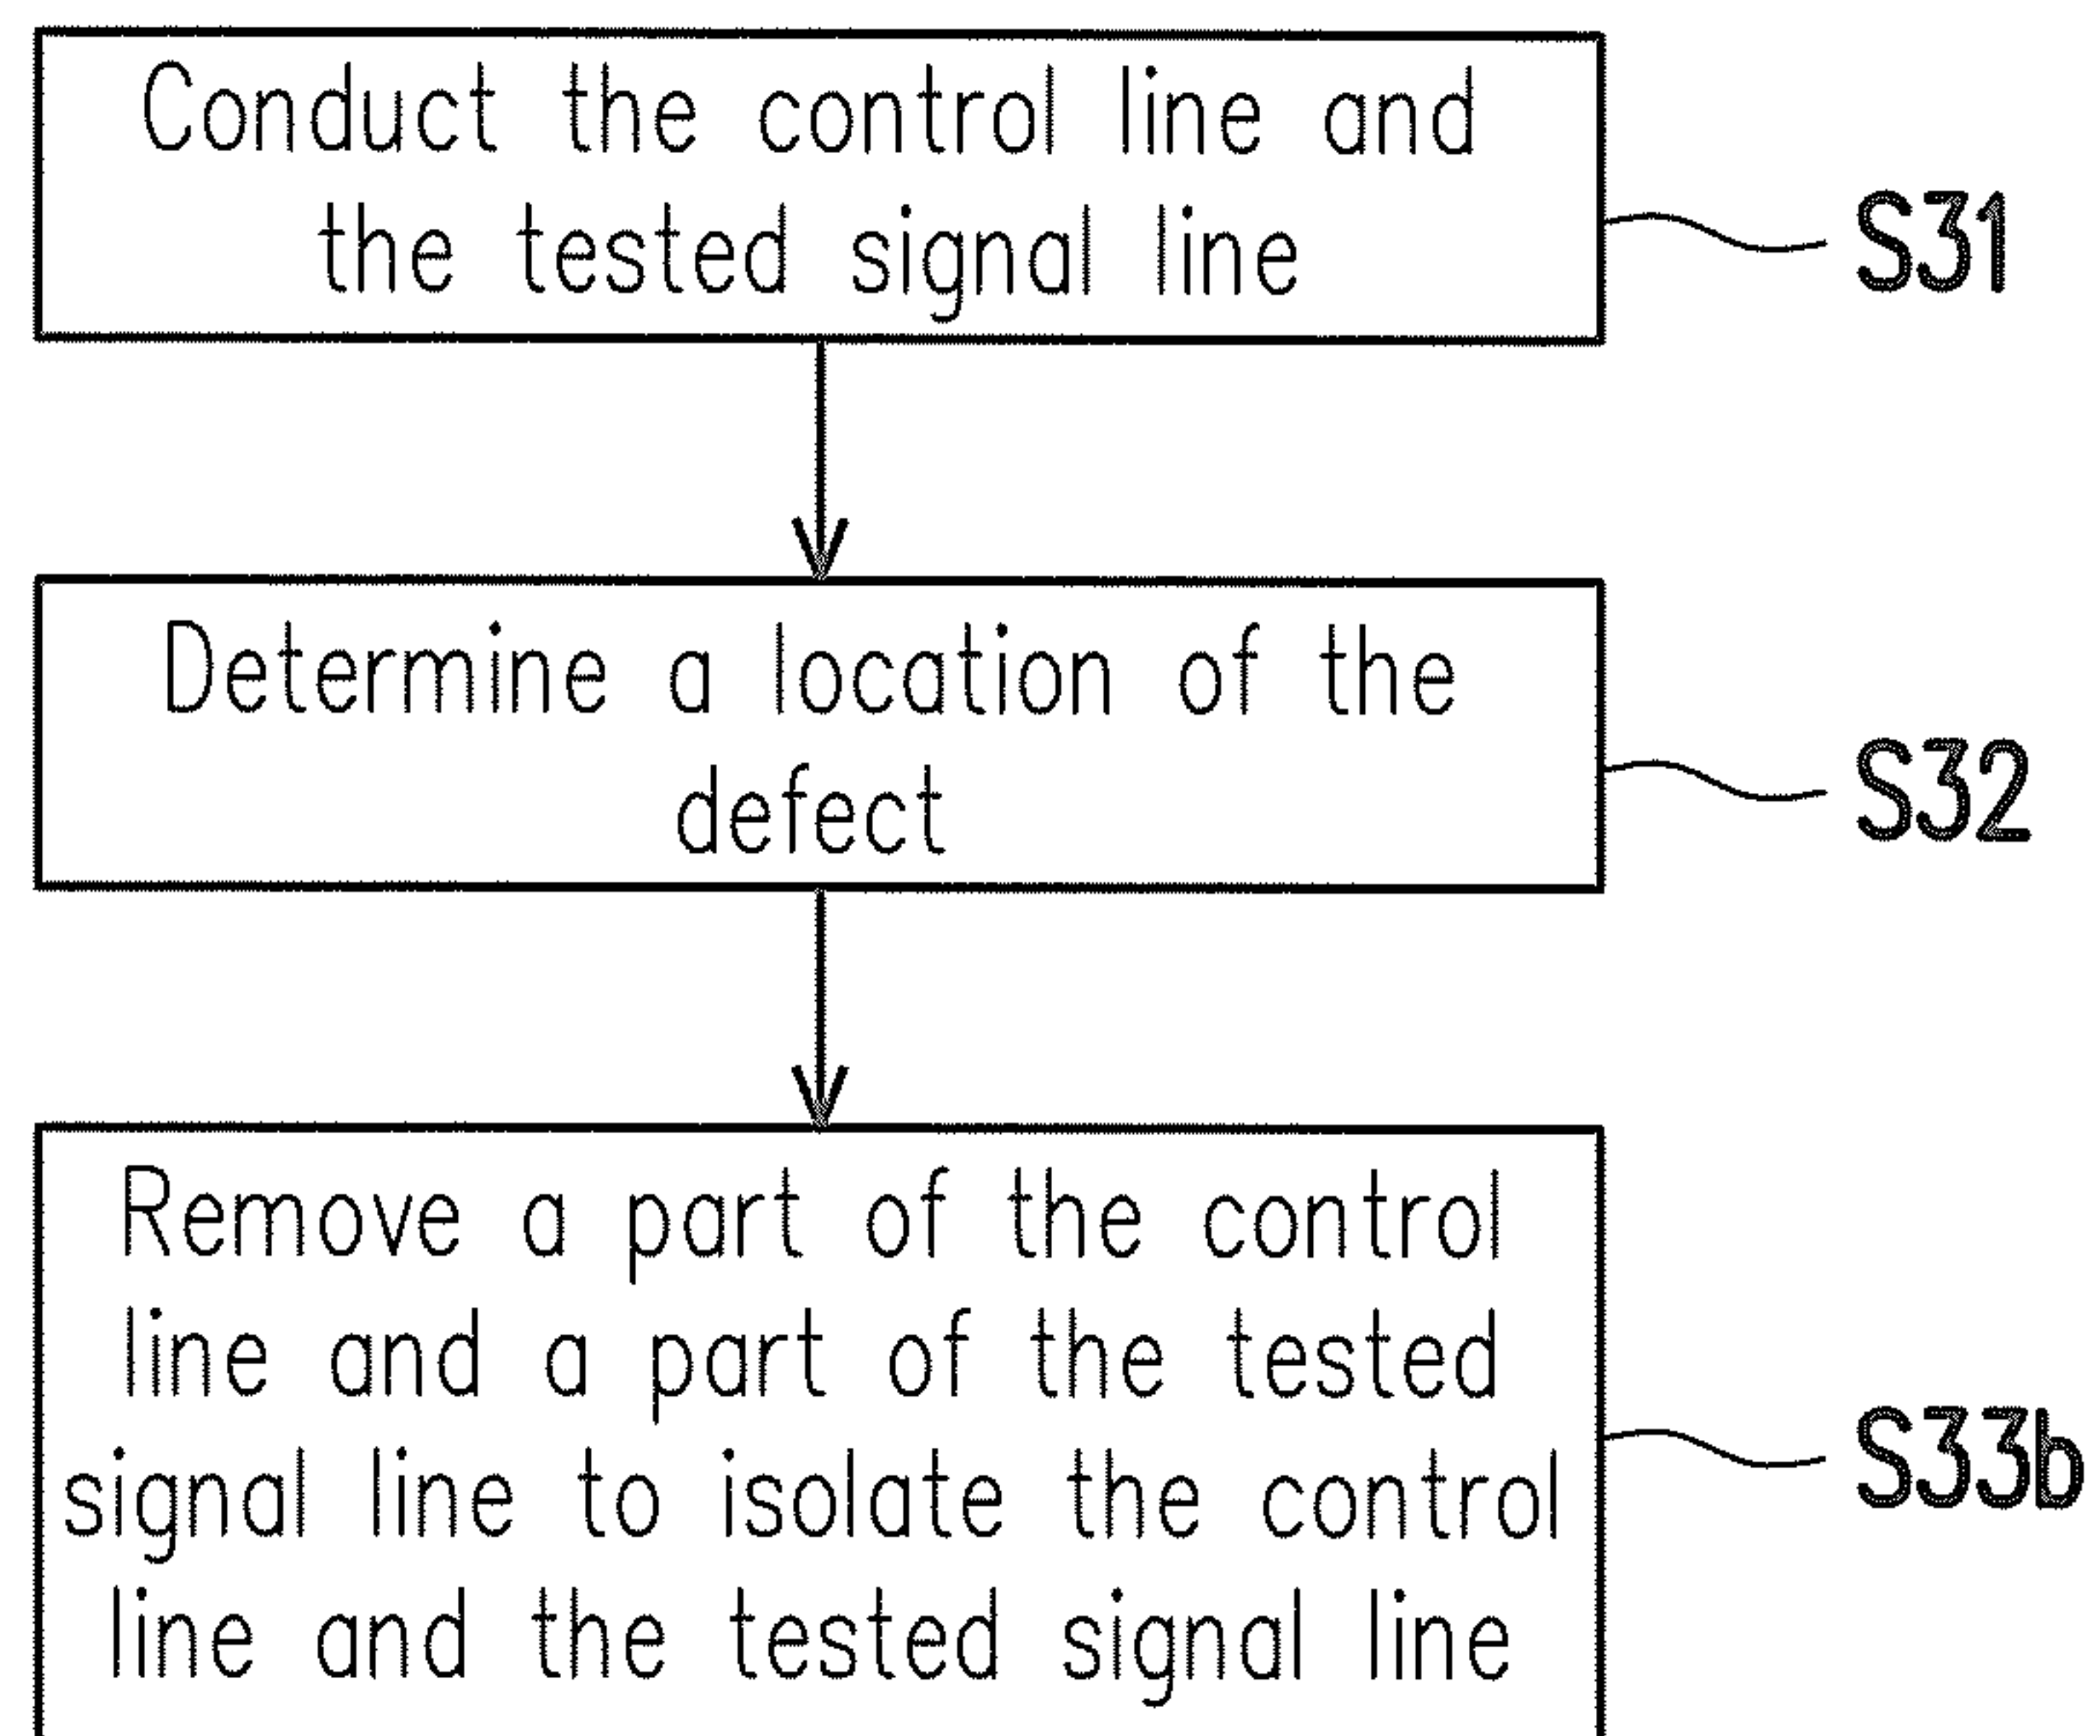 Conduct the control line and
the tested signal line
S31
Determine a location of the
defect
S32
Remove a part of the control
line and a part of the tested
signal line to isolate the control
line and the tested signal line
S33b